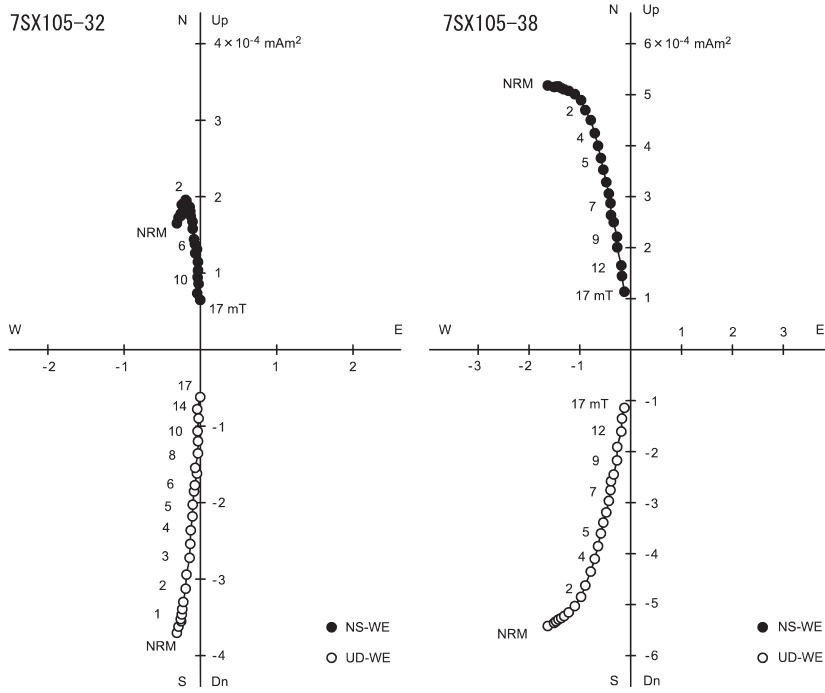 7SX105-32
N Up
4×10-4 mAm2
3
2
2
NRM
6
1
10
17 mT
W E
-2 -1 1 2
17
14
-1
10
8
6
-2
5
4
3
2
-3
1
NRM
-4
NS-WE
UD-WE
S Dn
7SX105-38
N Up
6×10-4 mAm2
NRM
5
2
4
4
5
3
7
9
2
12
17 mT
1
W E
-3 -2 -1 1 2 3
17 mT
-1
12
9
-2
7
-3
5
4
-4
2
-5
NRM
-6
NS-WE
UD-WE
S Dn